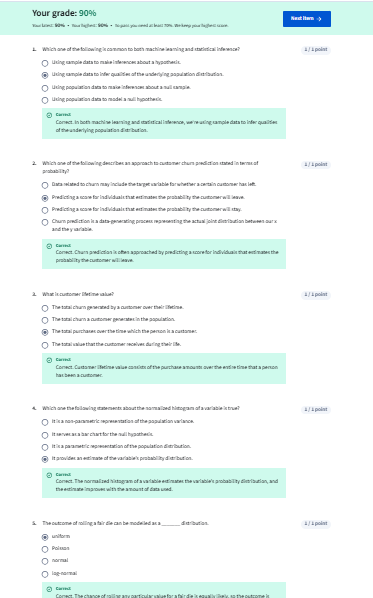 Your grade: 90%
Your latest: 90% • Your highest: 90% • To pass you need at least 70%. We keep your highest score.
Next item →
1. Which one of the following is common to both machine learning and statistical inference?
1 / 1 point
Using sample data to make inferences about a hypothesis.
Using sample data to infer qualities of the underlying population distribution.
Using population data to make inferences about a null sample.
Using population data to model a null hypothesis.
Correct
Correct. In both machine learning and statistical inference, we're using sample data to infer qualities
of the underlying population distribution.
2. Which one of the following describes an approach to customer churn prediction stated in terms of
probability?
1 / 1 point
Data related to churn may include the target variable for whether a certain customer has left.
Predicting a score for individuals that estimates the probability the customer will leave.
Predicting a score for individuals that estimates the probability the customer will stay.
Churn prediction is a data-generating process representing the actual joint distribution between our x
and the y variable.
Correct
Correct. Churn prediction is often approached by predicting a score for individuals that estimates the
probability the customer will leave.
3. What is customer lifetime value?
1 / 1 point
The total churn generated by a customer over their lifetime.
The total churn a customer generates in the population.
The total purchases over the time which the person is a customer.
The total value that the customer receives during their life.
Correct
Correct. Customer lifetime value consists of the purchase amounts over the entire time that a person
has been a customer.
4. Which one the following statements about the normalized histogram of a variable is true?
1 / 1 point
It is a non-parametric representation of the population variance.
It serves as a bar chart for the null hypothesis.
It is a parametric representation of the population distribution.
It provides an estimate of the variable's probability distribution.
Correct
Correct. The normalized histogram of a variable estimates the variable's probability distribution, and
the estimate improves with the amount of data used.
5. The outcome of rolling a fair die can be modelled as a _______ distribution.
1 / 1 point
uniform
Poisson
normal
log-normal
Correct
Correct. The chance of rolling any particular value for a fair die is equally likely, so the outcome is